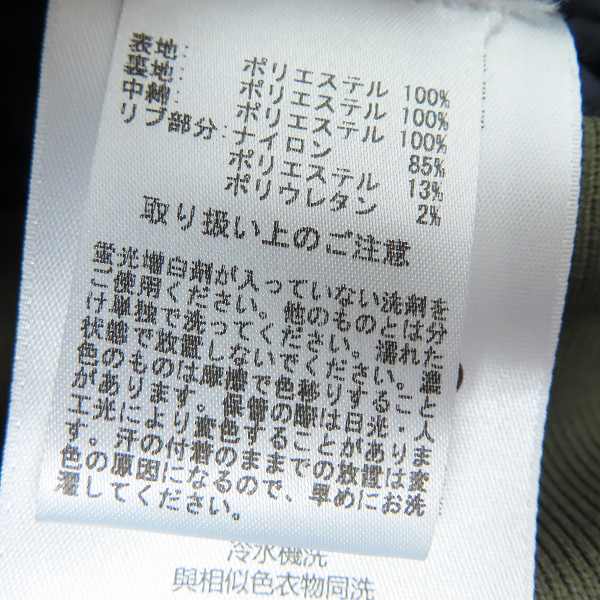 表地: ポリエステル 100%
裏地: ポリエステル 100%
中綿: ポリエステル 100%
リブ部分: ナイロン 85%
ポリエステル 13%
ポリウレタン 2%
取り扱い上のご注意
蛍光増白剤が入っていない洗剤を
ご使用ください。他のものとは分
け単独で洗ってください。濡れた
状態で放置しないでください。濃
色のものは摩擦で色移りすること
があります。保管の際は日光・人
工光により変色することがありま
す。汗の付着のままの放置は変
色の原因になるので、早めにお洗
濯してください。
冷水機洗
與相似色衣物同洗